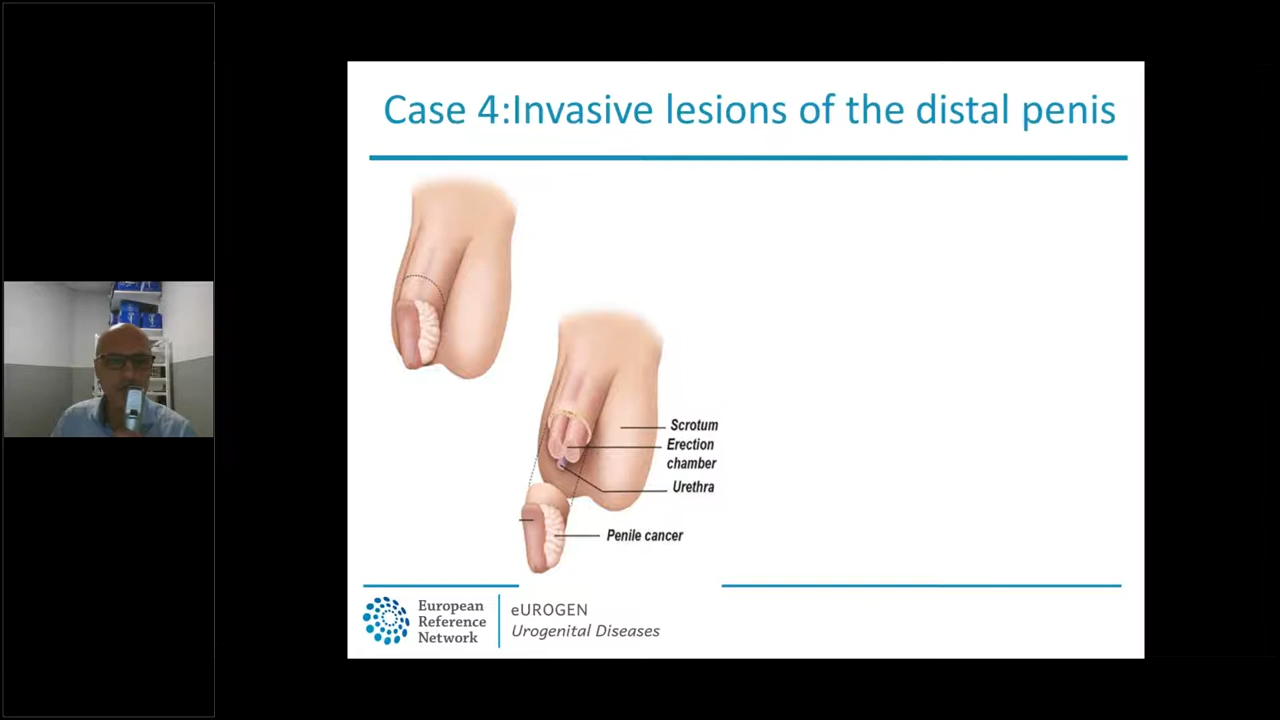 Case 4:Invasive lesions of the distal penis
Scrotum
Erection
chamber
Urethra
Penile cancer
European
Reference
Network
eUROGEN
Urogenital Diseases